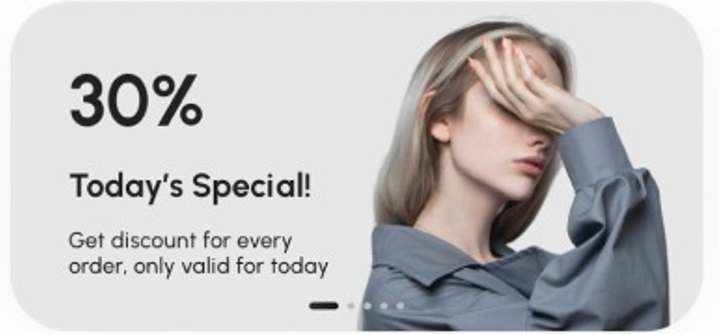 30%
Today's Special!
Get discount for every
order, only valid for today